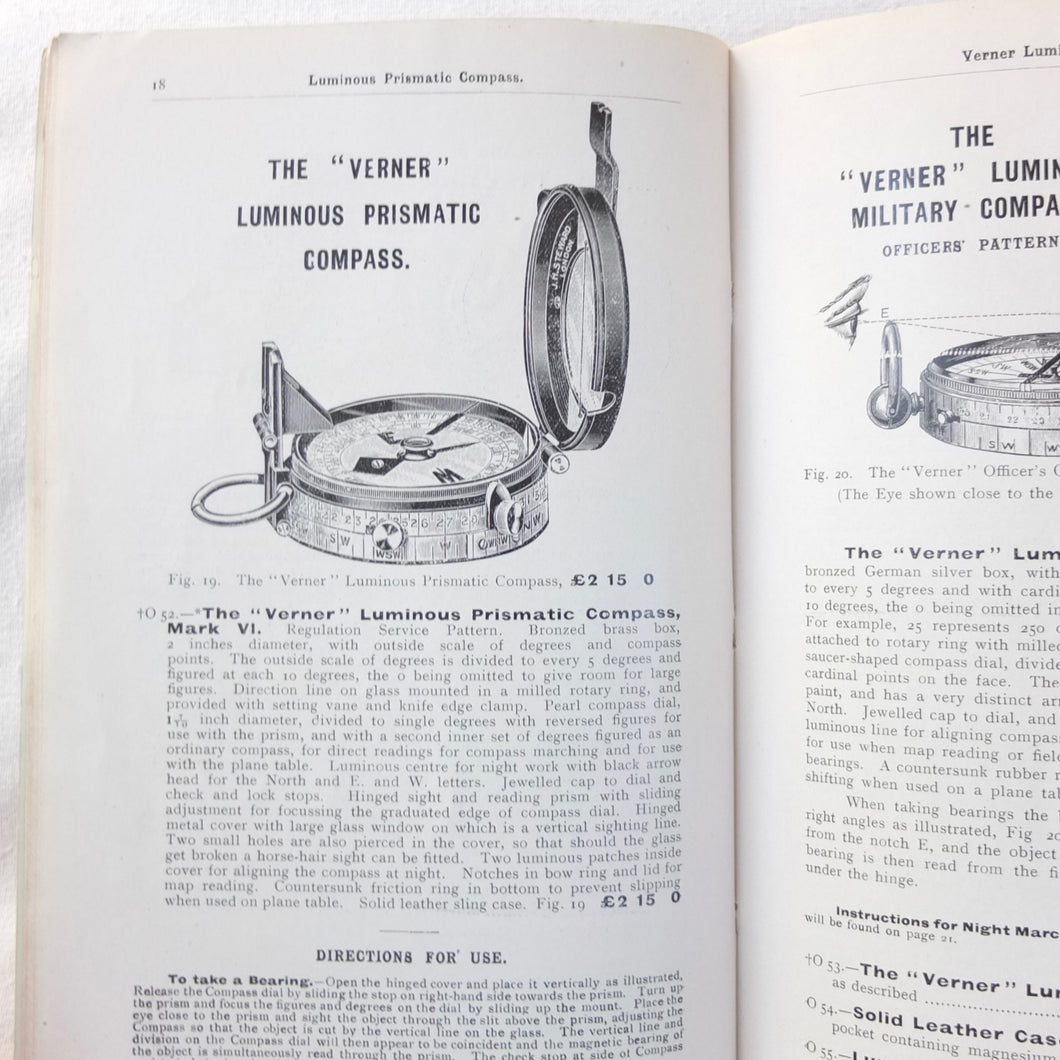 18
Luminous Prismatic Compass.
THE "VERNER"
LUMINOUS PRISMATIC
COMPASS.
J.H. STEWARD
LONDON
Fig. 19. The "Verner" Luminous Prismatic Compass, £2 15 0
†O 52.—*The "Verner" Luminous Prismatic Compass,
Mark VI. Regulation Service Pattern. Bronzed brass box,
2 inches diameter, with outside scale of degrees and compass
points. The outside scale of degrees is divided to every 5 degrees and
figured at each 10 degrees, the 0 being omitted to give room for large
figures. Direction line on glass mounted in a milled rotary ring, and
provided with setting vane and knife edge clamp. Pearl compass dial,
inch diameter, divided to single degrees with reversed figures for
use with the prism, and with a second inner set of degrees figured as an
ordinary compass, for direct readings for compass marching and for use
with the plane table. Luminous centre for night work with black arrow
head for the North and E. and W. letters. Jewelled cap to dial and
check and lock stops. Hinged sight and reading prism with sliding
adjustment for focussing the graduated edge of compass dial. Hinged
metal cover with large glass window on which is a vertical sighting line.
Two small holes are also pierced in the cover, so that should the glass
get broken a horse-hair sight can be fitted. Two luminous patches inside
cover for aligning the compass at night. Notches in bow ring and lid for
map reading. Countersunk friction ring in bottom to prevent slipping
when used on plane table. Solid leather sling case. Fig. 19 £2 15 0
DIRECTIONS FOR USE.
To take a Bearing.—Open the hinged cover and place it vertically as illustrated,
Release the Compass dial by sliding the stop on right-hand side towards the prism. Turn up
the prism and focus the figures and degrees on the dial by sliding up the mount. Place the
eye close to the prism and sight the object through the slit above the prism, adjusting the
Compass so that the object is cut by the vertical line on the glass. The vertical line and
division on the Compass dial will then appear to be coincident and the magnetic bearing of
the object is simultaneously read through the prism. The check stop at side of Compass
Verner Lumi
THE
"VERNER" LUMIN
MILITARY COMPA
OFFICERS' PATTERN
E
Fig. 20. The "Verner" Officer's
(The Eye shown close to the
The "Verner" Lum
bronzed German silver box, with
to every 5 degrees and with cardi
10 degrees, the 0 being omitted in
For example, 25 represents 250
attached to rotary ring with milled
saucer-shaped compass dial, divide
cardinal points on the face. The
paint, and has a very distinct arr
North. Jewelled cap to dial, and
luminous line for aligning compass
for use when map reading or field
bearings. A countersunk rubber r
shifting when used on a plane tab
When taking bearings the
right angles as illustrated, Fig 20
from the notch E, and the object
bearing is then read from the fi
under the hinge.
Instructions for Night Marc
will be found on page 21.
†O 53.—The "Verner" Lu
as described
O 54.—Solid Leather Cas
pocket containing magnesiu
O 55.—Lu